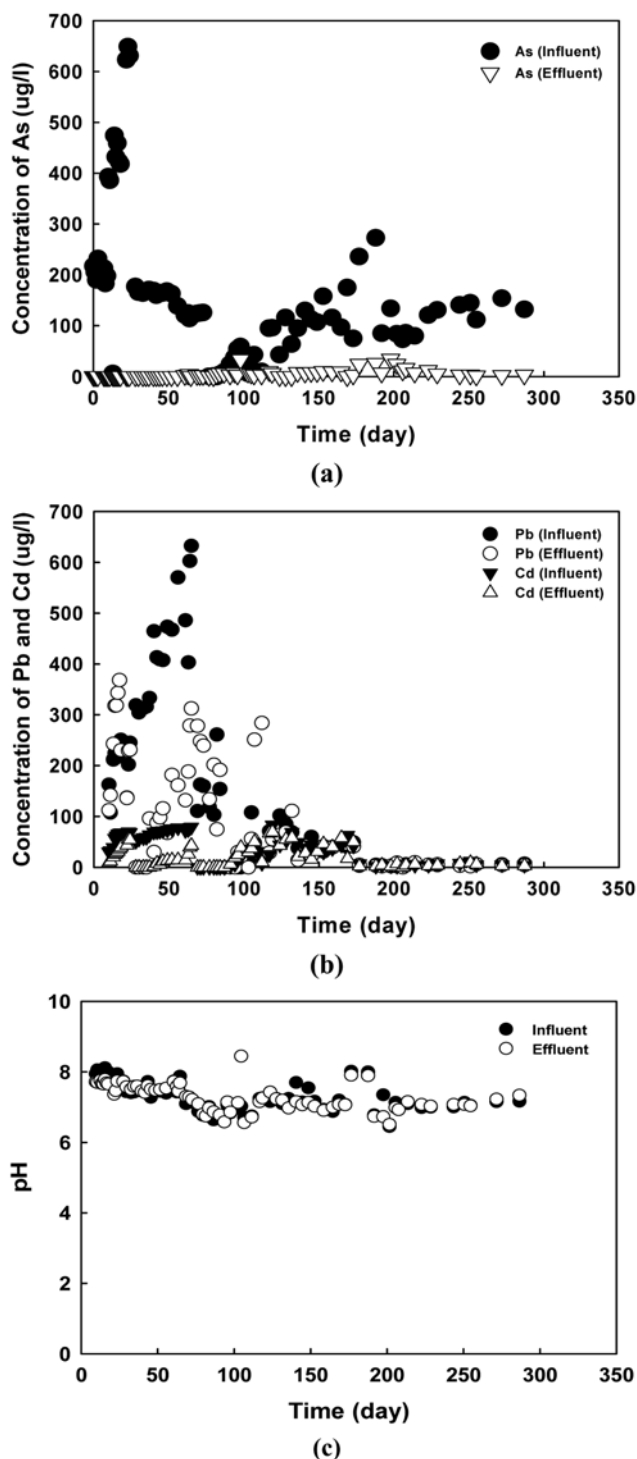 700
600
500
400
300
200
100
0
Concentration of As (ug/l)
As (Influent)
As (Effluent)
0 50 100 150 200 250 300 350
Time (day)
(a)
700
600
500
400
300
200
100
0
Concentration of Pb and Cd (ug/l)
Pb (Influent)
Pb (Effluent)
Cd (Influent)
Cd (Effluent)
0 50 100 150 200 250 300 350
Time (day)
(b)
10
8
6
4
2
0
pH
Influent
Effluent
0 50 100 150 200 250 300 350
Time (day)
(c)